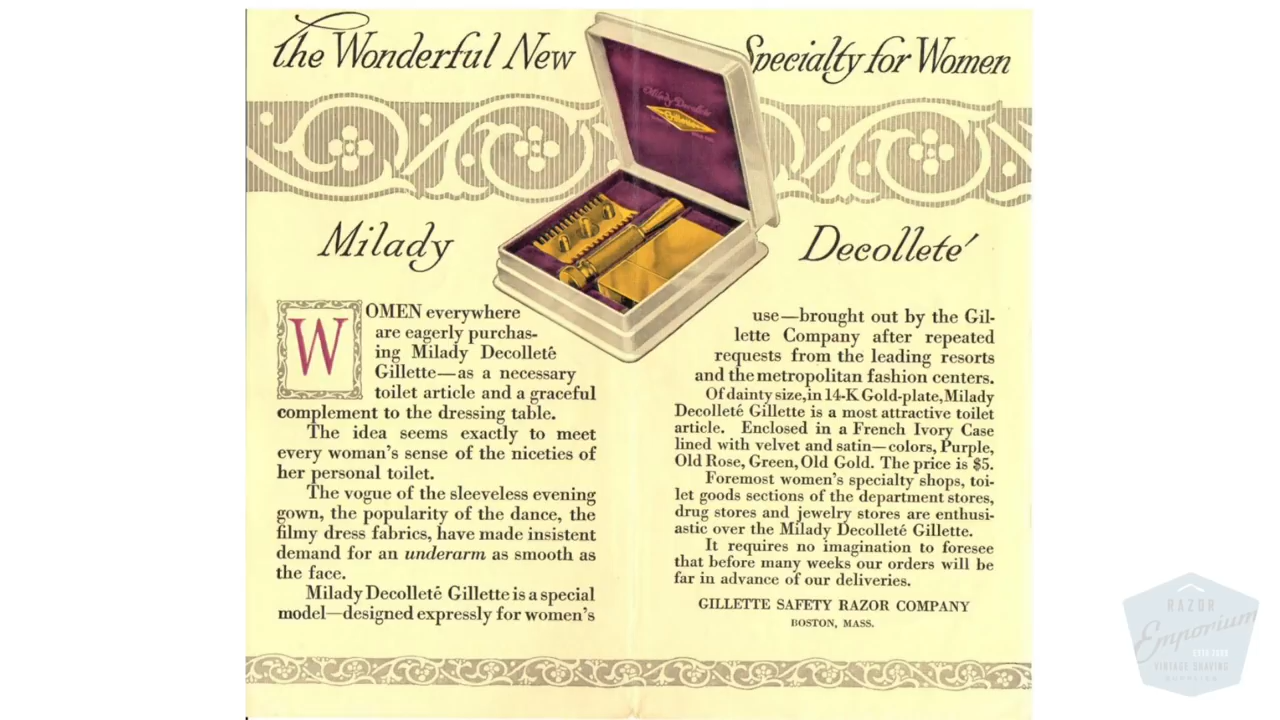 the Wonderful New
Specialty for Women
Milady Decolleté
Gillette
Milady
Decolleté
WOMEN everywhere
are eagerly purchas-
ing Milady Decolleté
Gillette—as a necessary
toilet article and a graceful
complement to the dressing table.
The idea seems exactly to meet
every woman's sense of the niceties of
her personal toilet.
The vogue of the sleeveless evening
gown, the popularity of the dance, the
filmy dress fabrics, have made insistent
demand for an underarm as smooth as
the face.
Milady Decolleté Gillette is a special
model—designed expressly for women's
use—brought out by the Gil-
lette Company after repeated
requests from the leading resorts
and the metropolitan fashion centers.
Of dainty size, in 14-K Gold-plate, Milady
Decolleté Gillette is a most attractive toilet
article. Enclosed in a French Ivory Case
lined with velvet and satin—colors, Purple,
Old Rose, Green, Old Gold. The price is $5.
Foremost women's specialty shops, toi-
let goods sections of the department stores,
drug stores and jewelry stores are enthusi-
astic over the Milady Decolleté Gillette.
It requires no imagination to foresee
that before many weeks our orders will be
far in advance of our deliveries.
GILLETTE SAFETY RAZOR COMPANY
BOSTON, MASS.
RAZOR
Emporium
VINTAGE SHAVING
SUPPLIES